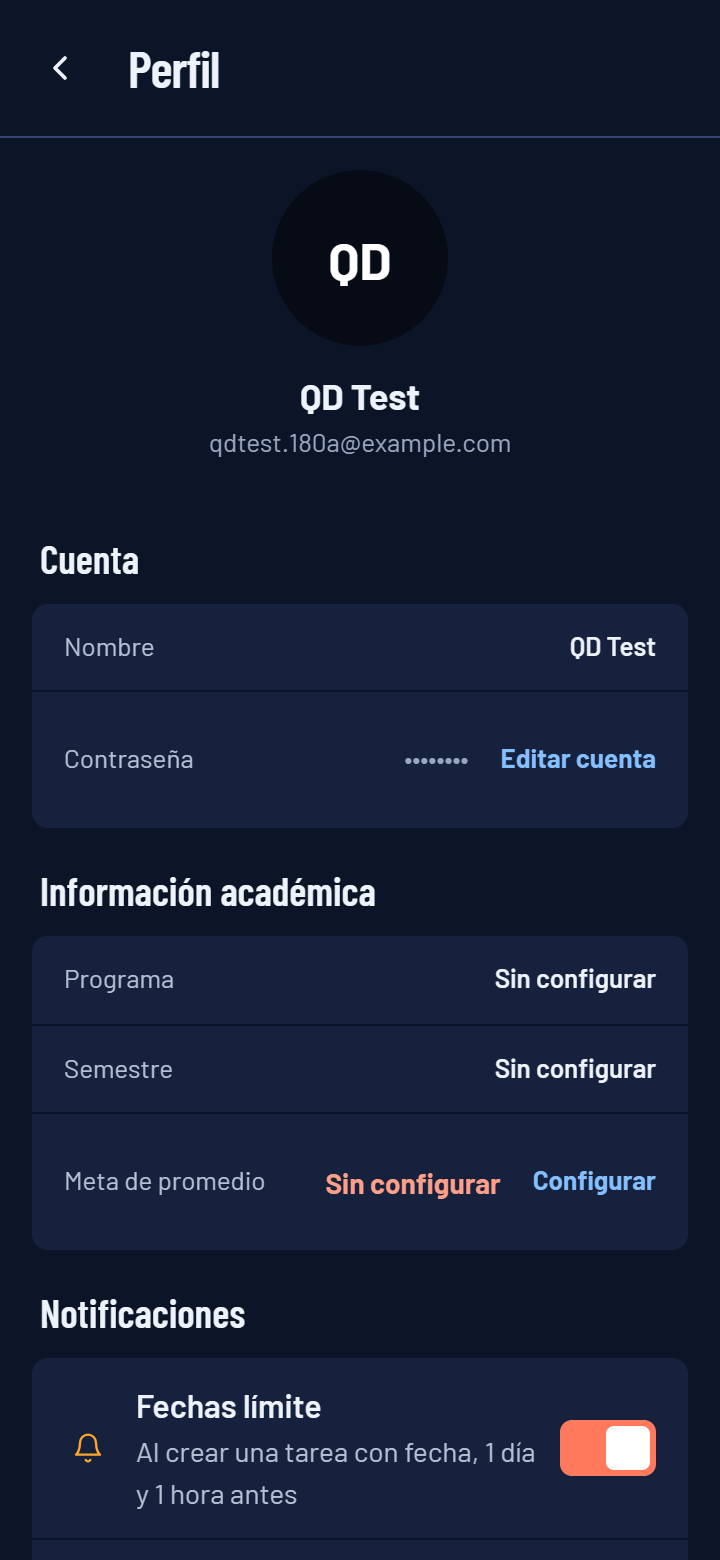 Perfil
QD
QD Test
qdtest.180a@example.com
Cuenta
Nombre QD Test
Contraseña •••••••• Editar cuenta
Información académica
Programa Sin configurar
Semestre Sin configurar
Meta de promedio Sin configurar Configurar
Notificaciones
Fechas límite
Al crear una tarea con fecha, 1 día
y 1 hora antes